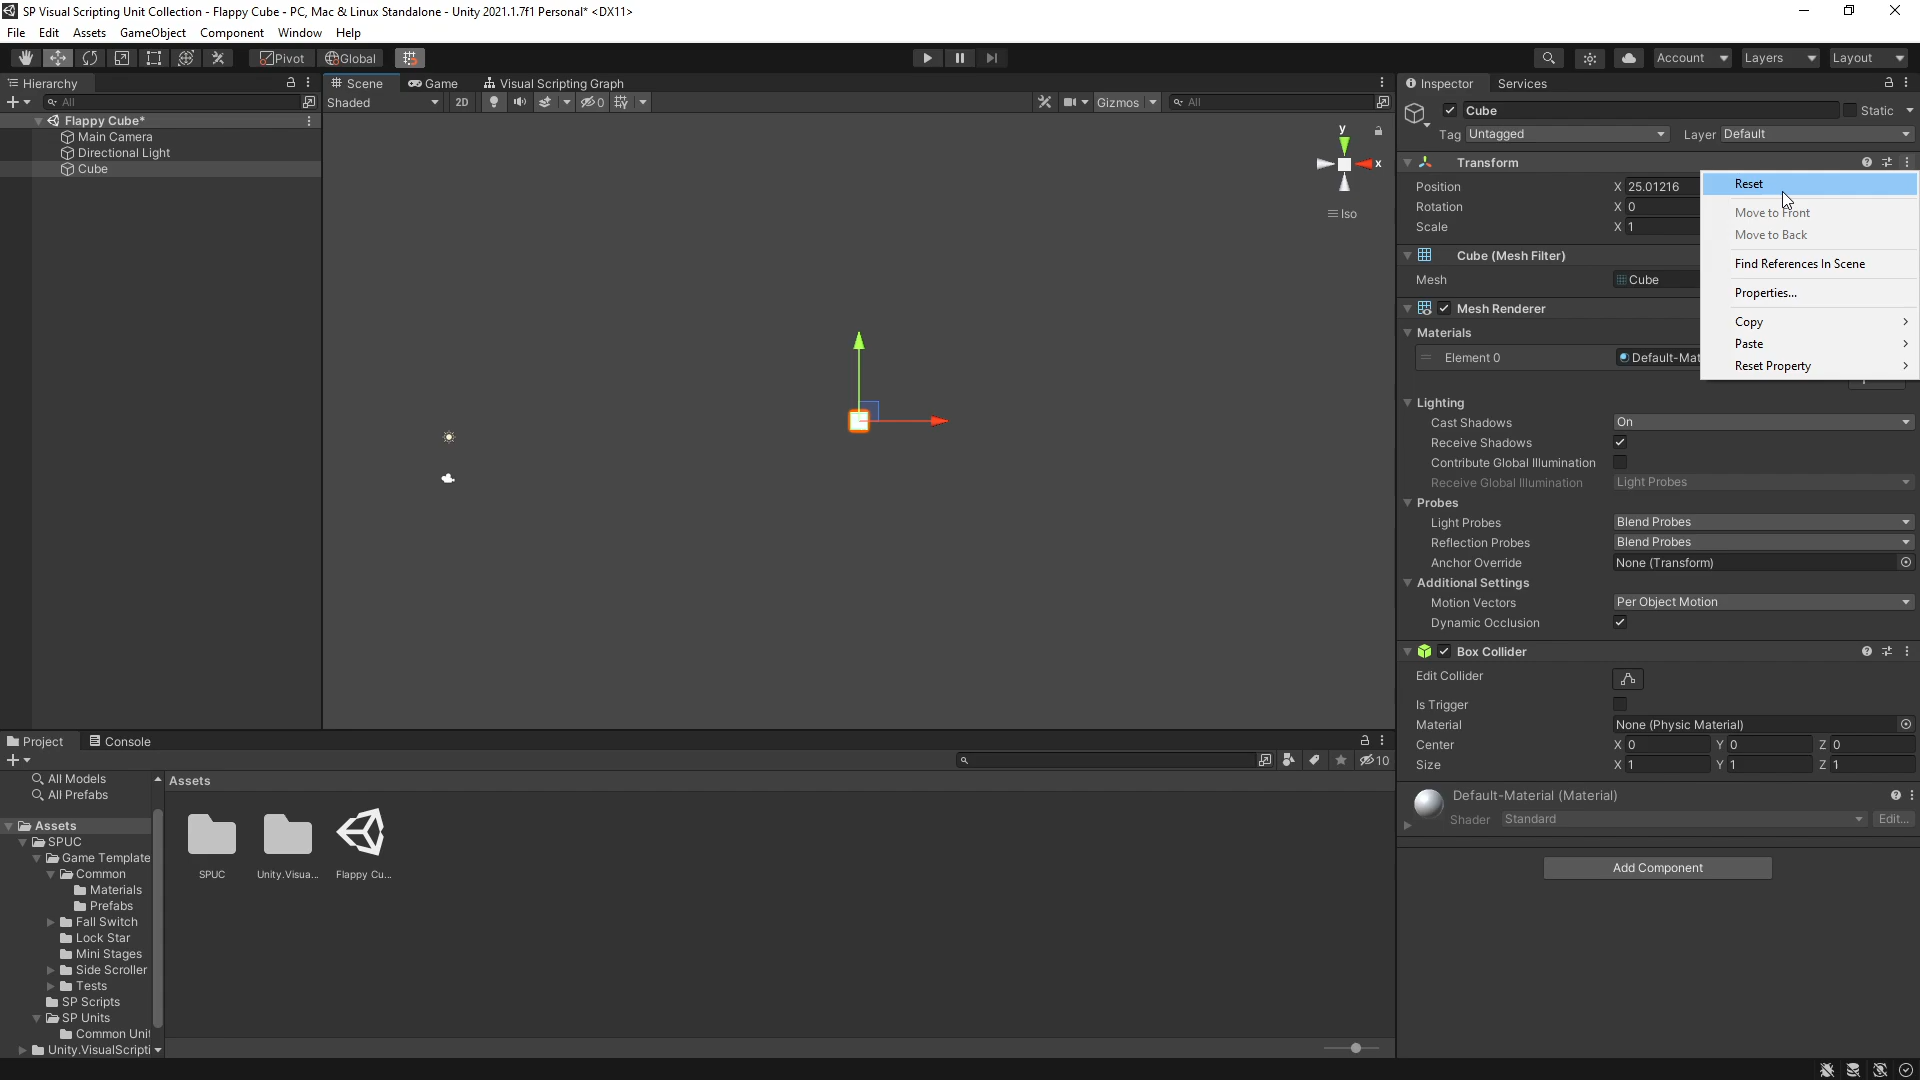 SP Visual Scripting Unit Collection - Flappy Cube - PC, Mac & Linux Standalone - Unity 2021.1.7f1 Personal* <DX11>
File Edit Assets GameObject Component Window Help
Pivot Global Account Layers Layout
Hierarchy
All
Flappy Cube*
Main Camera
Directional Light
Cube
Scene Game Visual Scripting Graph
Shaded 2D 0 Gizmos All
y
x
Iso
Inspector Services
Cube Static
Tag Untagged Layer Default
Transform
Position X 25.01216
Rotation X 0
Scale X 1
Reset
Move to Front
Move to Back
Find References In Scene
Properties...
Copy
Paste
Reset Property
Cube (Mesh Filter)
Mesh Cube
Mesh Renderer
Materials
Element 0 Default-Mat
Lighting
Cast Shadows On
Receive Shadows
Contribute Global Illumination
Receive Global Illumination Light Probes
Probes
Light Probes Blend Probes
Reflection Probes Blend Probes
Anchor Override None (Transform)
Additional Settings
Motion Vectors Per Object Motion
Dynamic Occlusion
Box Collider
Edit Collider
Is Trigger
Material None (Physic Material)
Center X 0 Y 0 Z 0
Size X 1 Y 1 Z 1
Default-Material (Material)
Shader Standard Edit...
Add Component
Project Console
10
All Models
All Prefabs
Assets
SPUC
Game Template
Common
Materials
Prefabs
Fall Switch
Lock Star
Mini Stages
Side Scroller
Tests
SP Scripts
SP Units
Common Unit
Unity.VisualScripti
Assets
SPUC Unity.Visua... Flappy Cu...